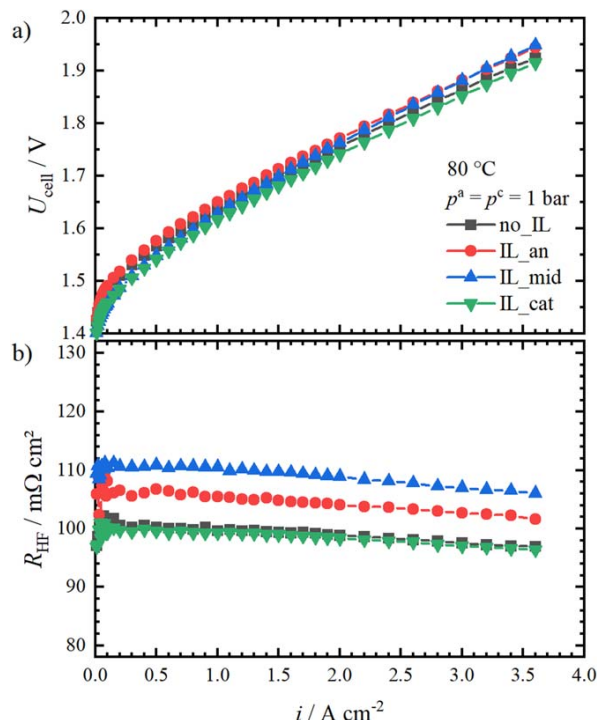 a)
2.0
1.9
1.8
1.7
1.6
1.5
1.4
U_cell / V
80 °C
pᵃ = pᶜ = 1 bar
no_IL
IL_an
IL_mid
IL_cat
b)
130
120
110
100
90
80
R_HF / mΩ cm²
0.0 0.5 1.0 1.5 2.0 2.5 3.0 3.5 4.0
i / A cm⁻²